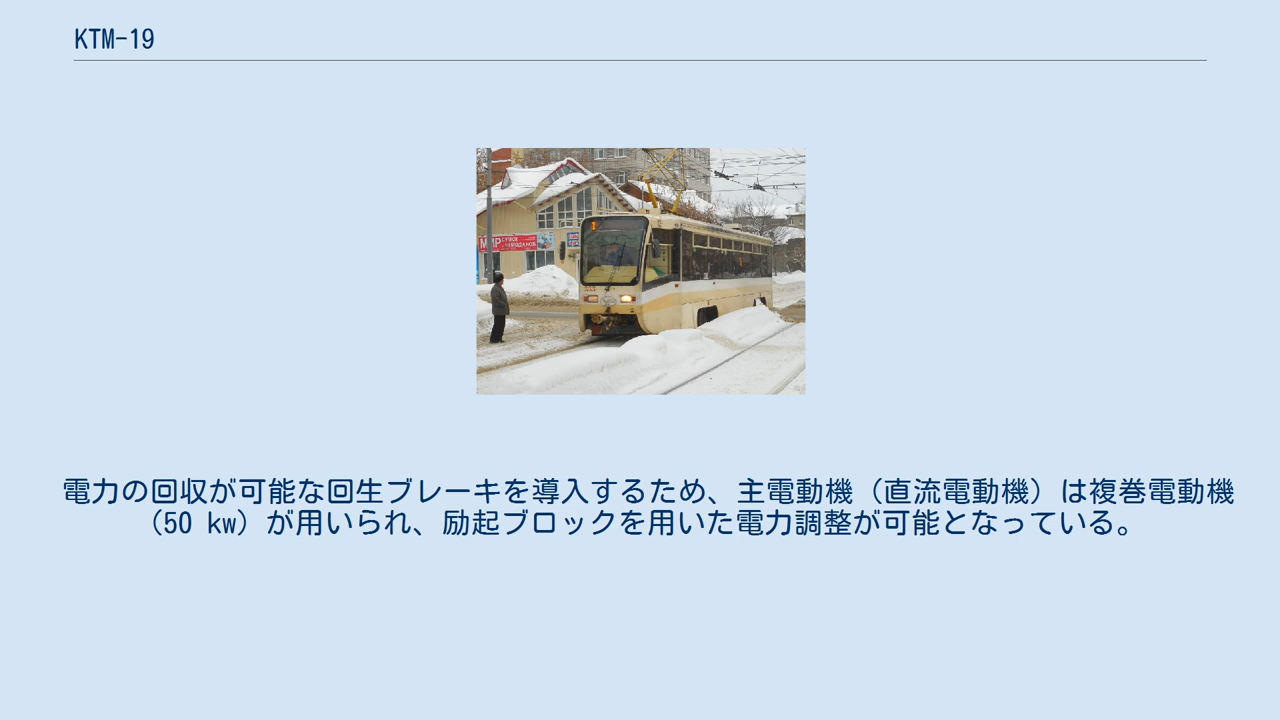 KTM-19
МИР
1
電力の回収が可能な回生ブレーキを導入するため、主電動機（直流電動機）は複巻電動機
（50 kw）が用いられ、励起ブロックを用いた電力調整が可能となっている。